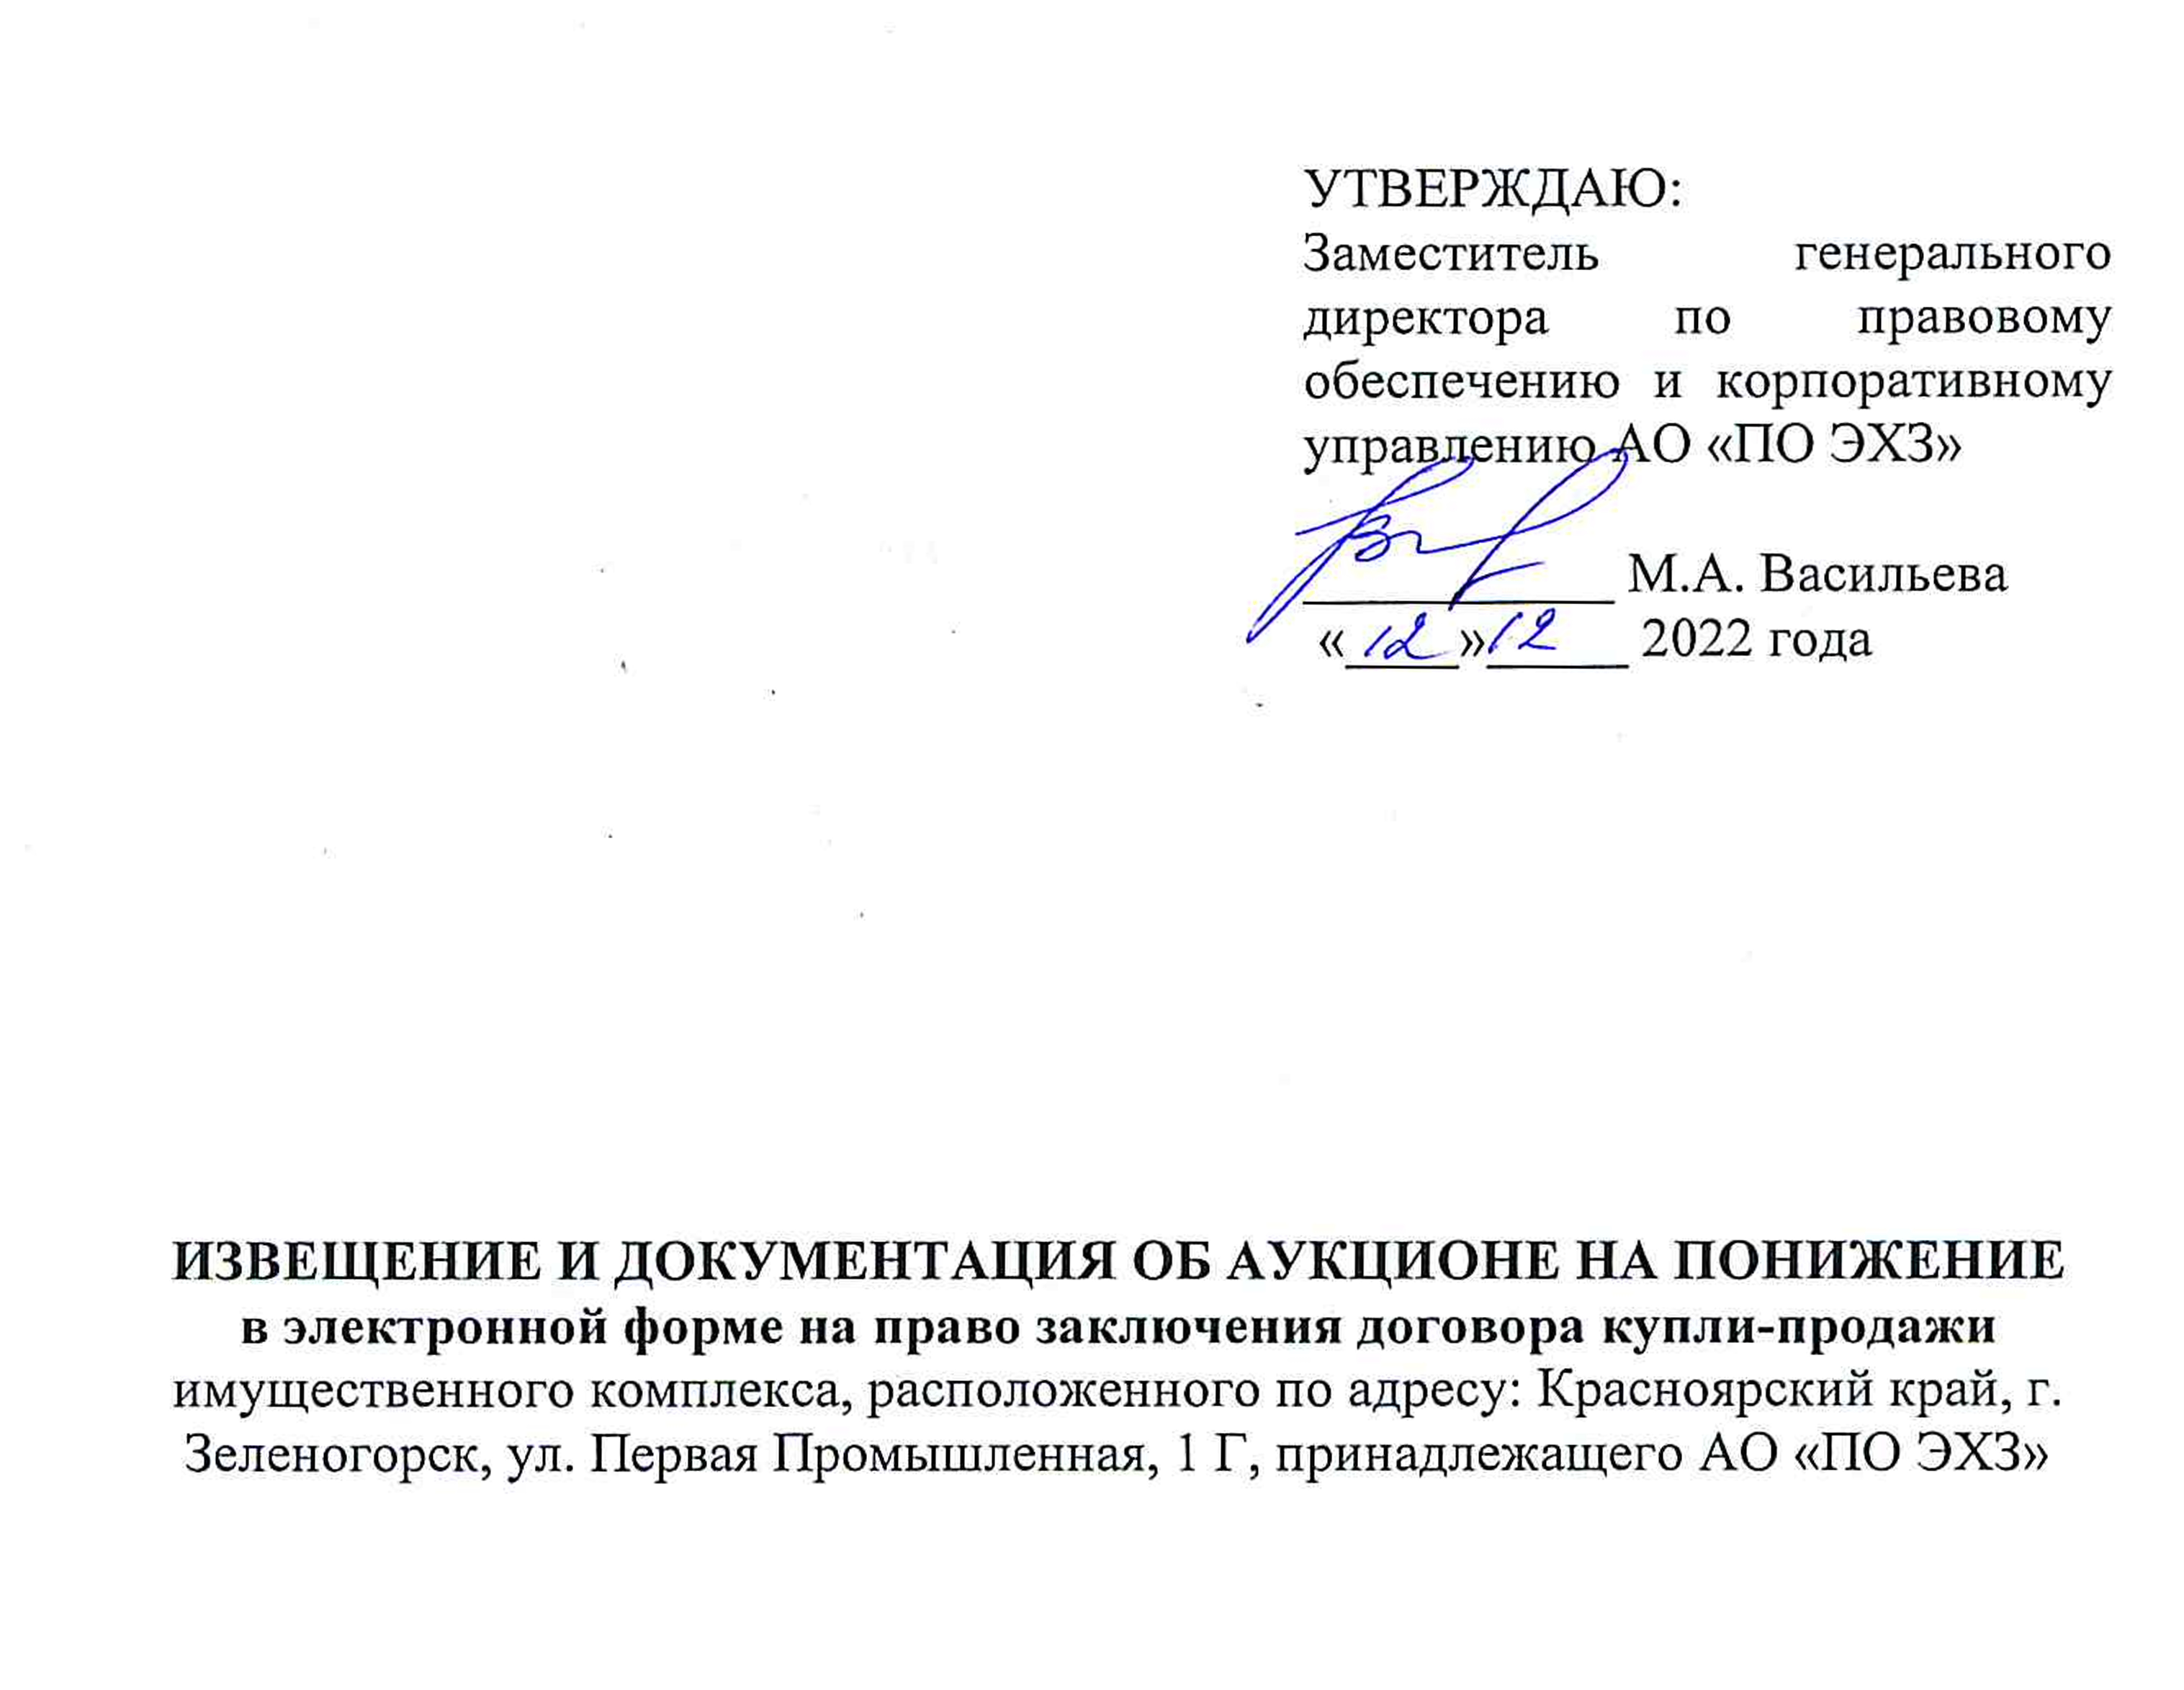 УТВЕРЖДАЮ:
Заместитель генерального
директора по правовому
обеспечению и корпоративному
управлению АО «ПО ЭХЗ»
М.А. Васильева
«12»12 2022 года
ИЗВЕЩЕНИЕ И ДОКУМЕНТАЦИЯ ОБ АУКЦИОНЕ НА ПОНИЖЕНИЕ
в электронной форме на право заключения договора купли-продажи
имущественного комплекса, расположенного по адресу: Красноярский край, г.
Зеленогорск, ул. Первая Промышленная, 1 Г, принадлежащего АО «ПО ЭХЗ»